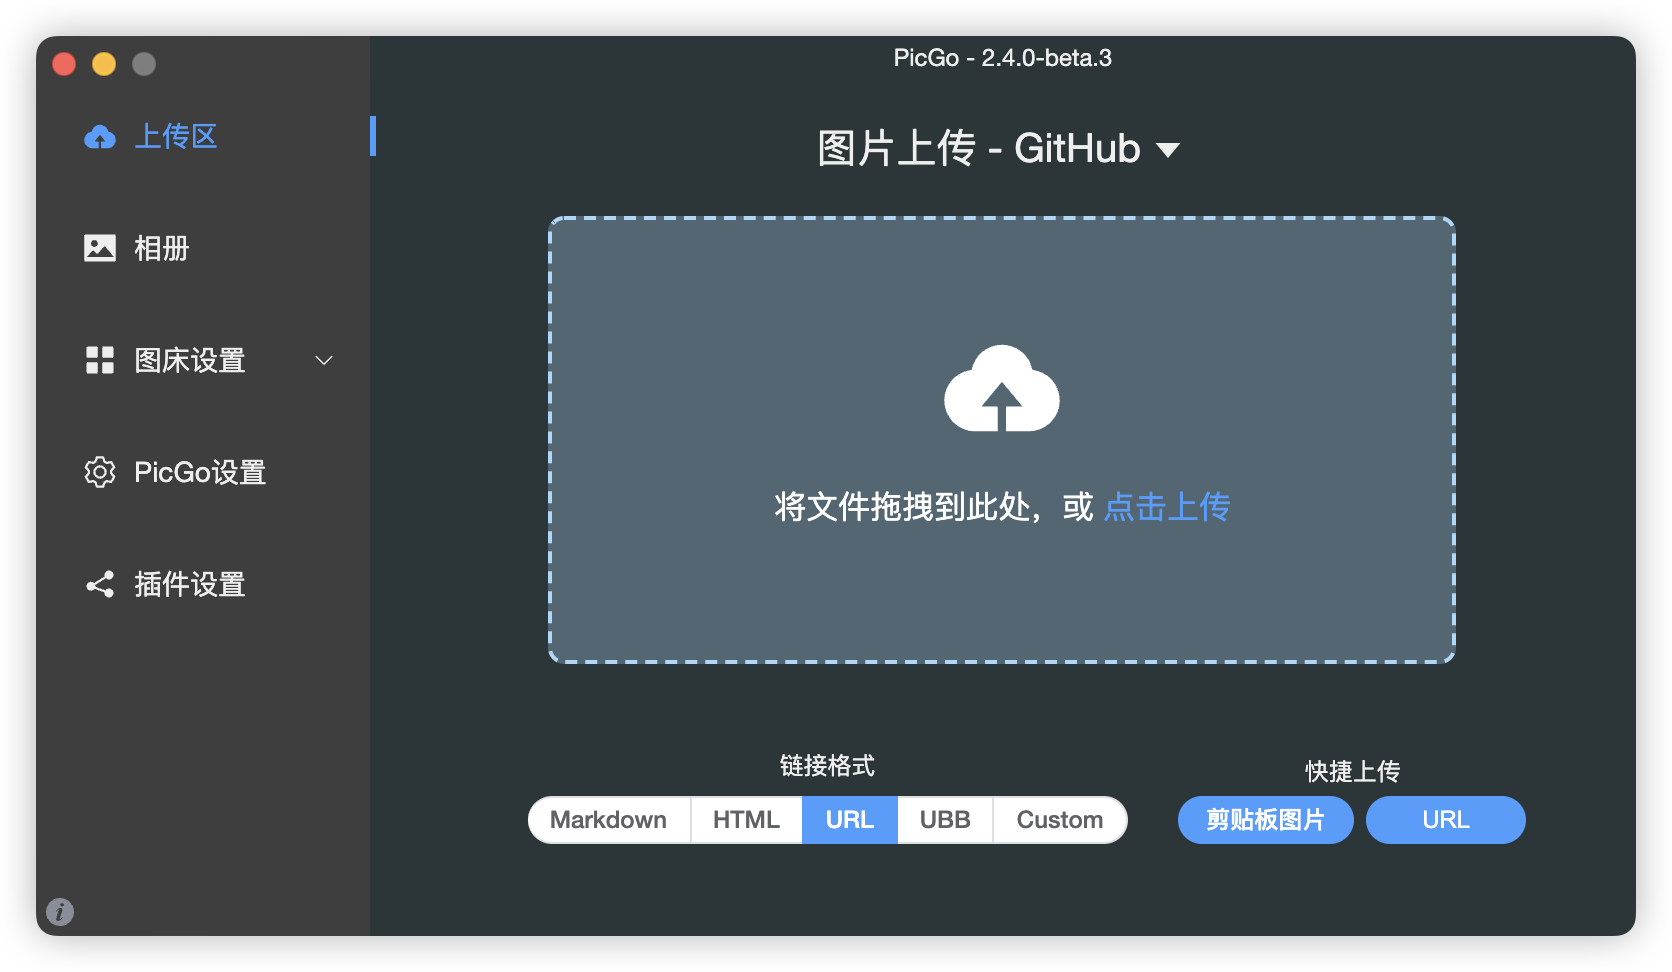 PicGo - 2.4.0-beta.3
上传区
相册
图床设置
PicGo设置
插件设置
图片上传 - GitHub
将文件拖拽到此处，或 点击上传
链接格式
Markdown HTML URL UBB Custom
快捷上传
剪贴板图片 URL
i